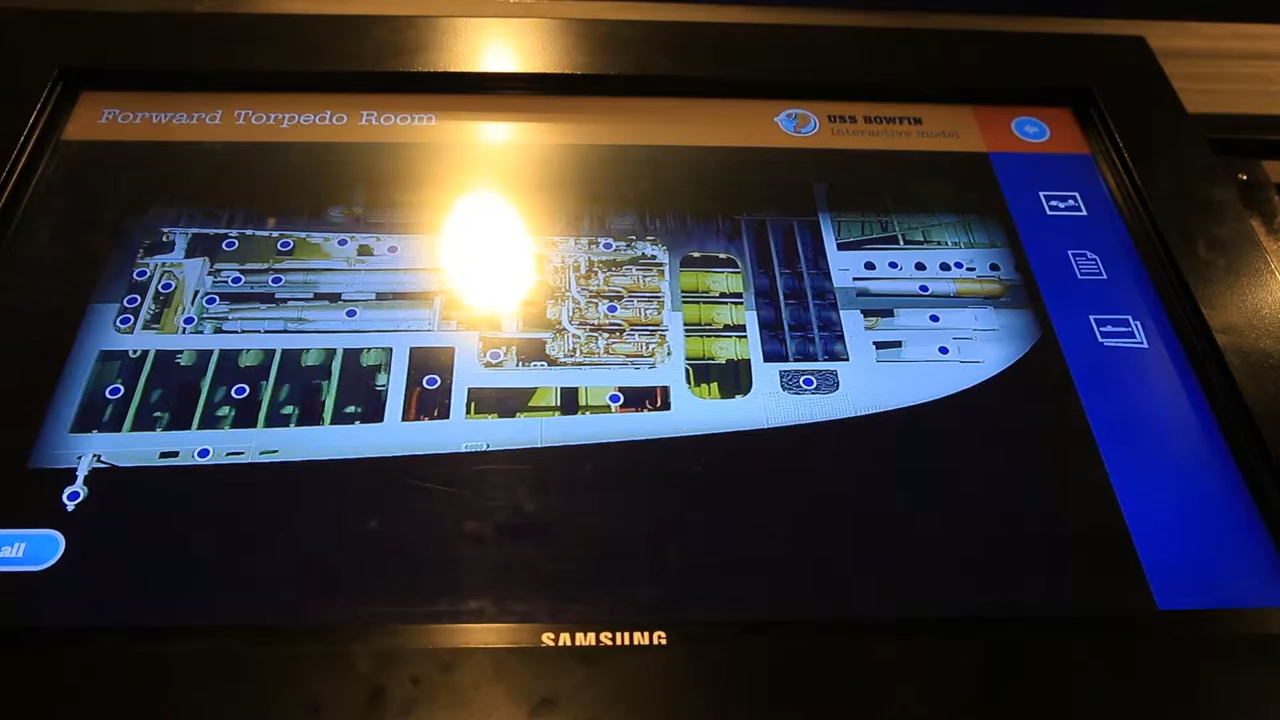 Forward Torpedo Room
USS BOWFIN
Interactive model
all
SAMSUNG